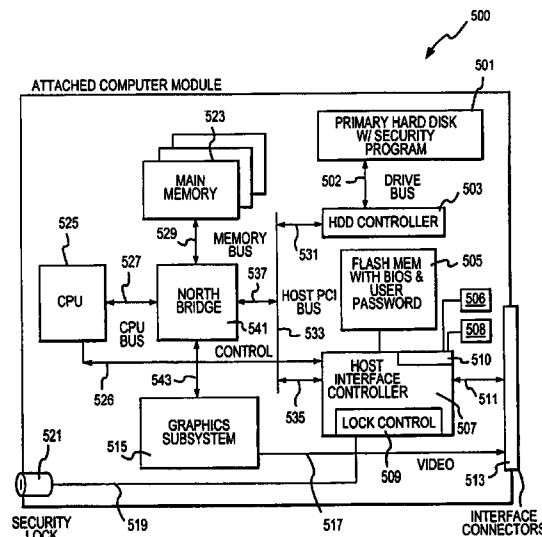 500
ATTACHED COMPUTER MODULE
501
PRIMARY HARD DISK
W/ SECURITY
PROGRAM
523
MAIN
MEMORY
502
DRIVE
BUS
503
HDD CONTROLLER
525
529
MEMORY
BUS
531
505
FLASH MEM
WITH BIOS &
USER
PASSWORD
527
537
CPU
NORTH
BRIDGE
541
HOST PCI
BUS
533
506
508
CPU
BUS
CONTROL
510
526
543
535
HOST
INTERFACE
CONTROLLER
507
511
GRAPHICS
SUBSYSTEM
515
LOCK CONTROL
509
521
VIDEO
513
SECURITY
LOCK
519
517
INTERFACE
CONNECTORS